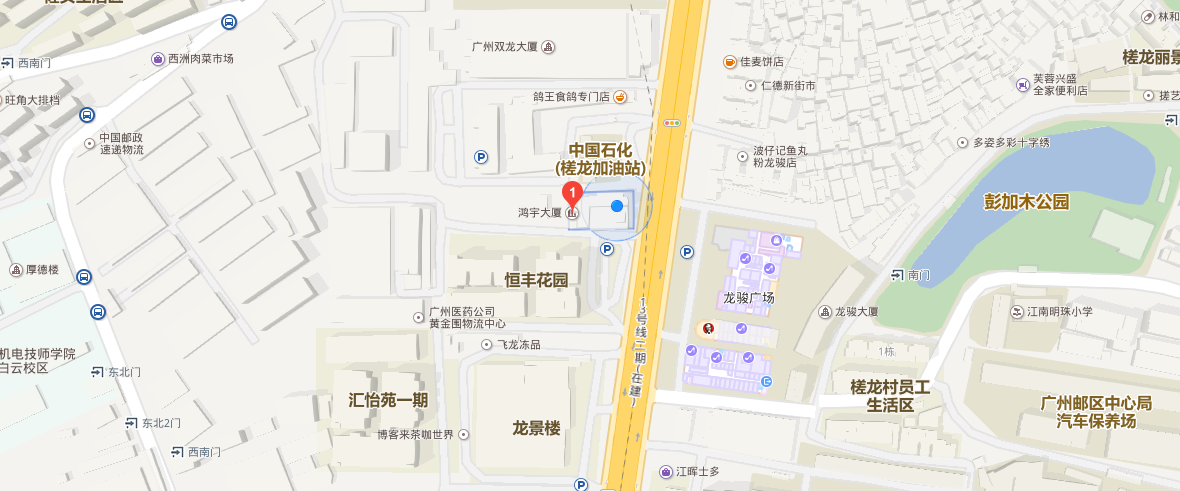 广州双龙大厦
林和
西南门
西洲肉菜市场
佳麦饼店
槎龙丽景
仁德新街市
芙蓉兴盛
全家便利店
旺角大排档
鸽王食鸽专门店
搓艺
中国邮政
速递物流
P
中国石化
(槎龙加油站)
波仔记鱼丸
粉龙骏店
多姿多彩十字绣
1
彭加木公园
鸿宇大厦
P
P
厚德楼
恒丰花园
南门
龙骏广场
广州医药公司
黄金围物流中心
13号线二期(在建)
龙骏大厦
江南明珠小学
飞龙冻品
机电技师学院
白云校区
1栋
东北门
槎龙村员工
生活区
汇怡苑一期
广州邮区中心局
汽车保养场
东北2门
博客来茶咖世界
龙景楼
西南门
江晖士多
P